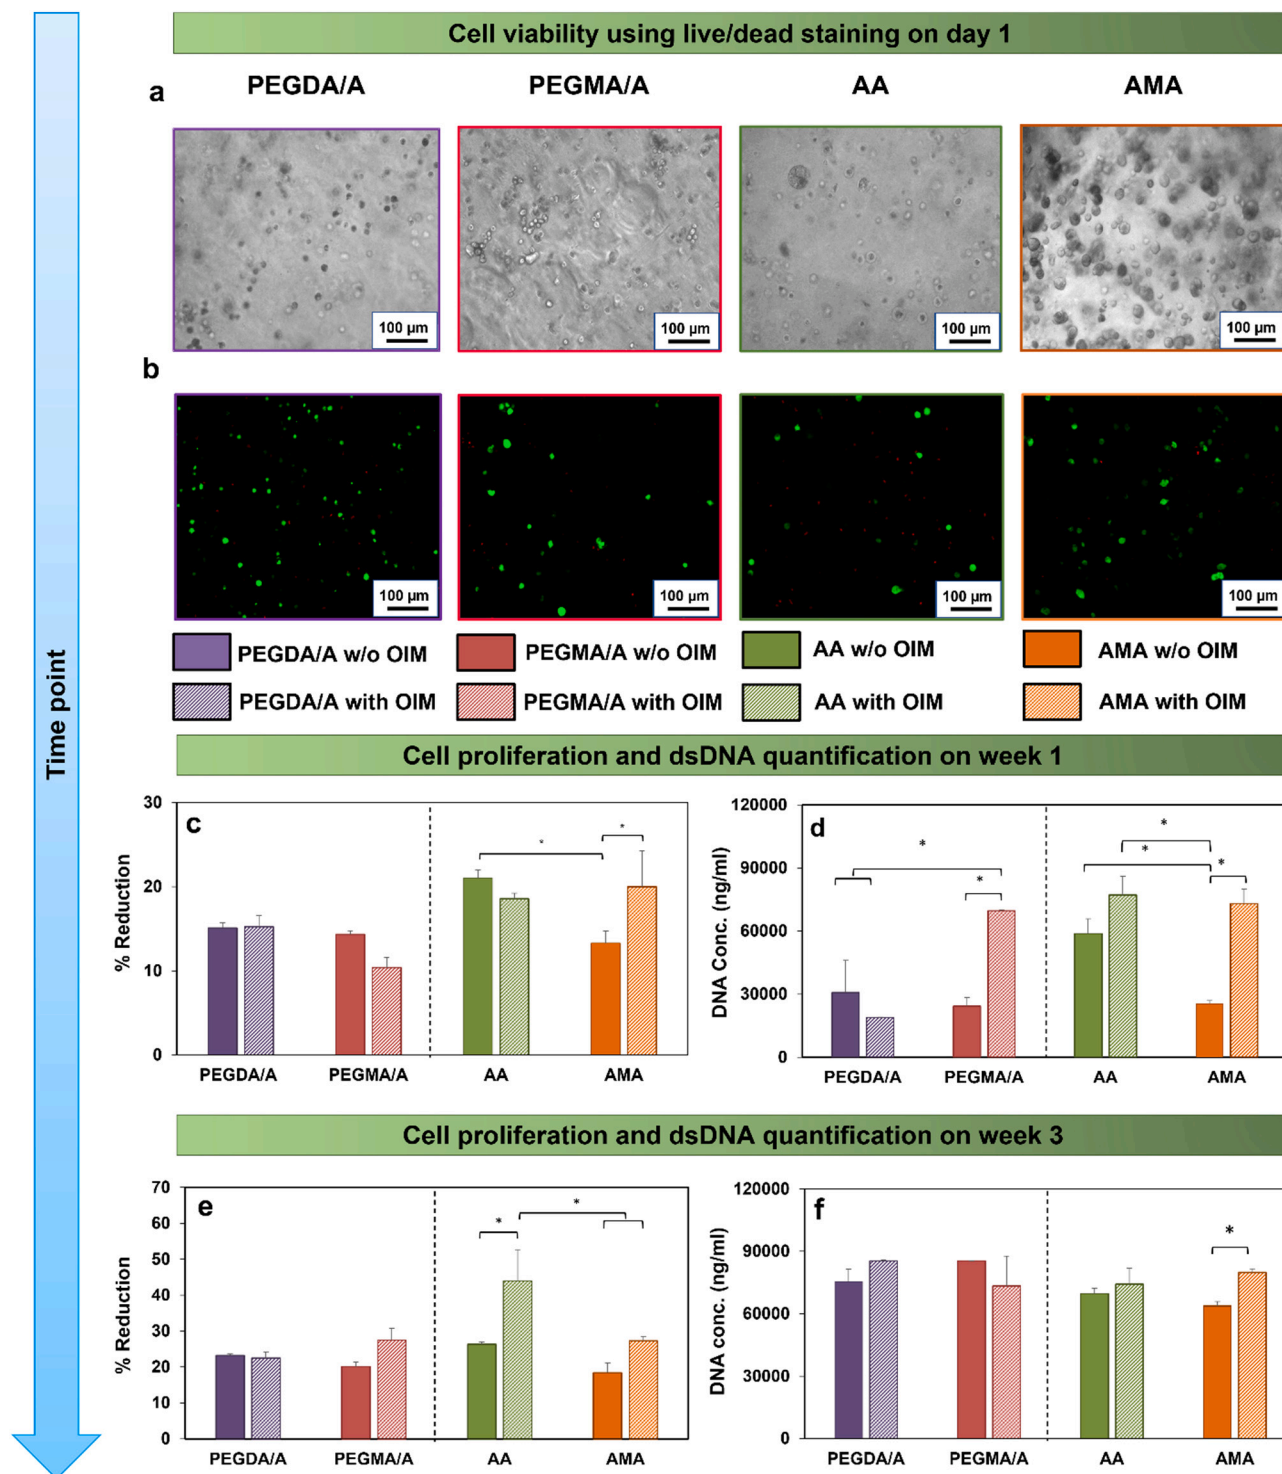 Time point
Cell viability using live/dead staining on day 1
a
PEGDA/A PEGMA/A AA AMA
100 µm 100 µm 100 µm 100 µm
b
100 µm 100 µm 100 µm 100 µm
PEGDA/A w/o OIM PEGMA/A w/o OIM AA w/o OIM AMA w/o OIM
PEGDA/A with OIM PEGMA/A with OIM AA with OIM AMA with OIM
Cell proliferation and dsDNA quantification on week 1
c
% Reduction
30
20
10
0
* *
PEGDA/A PEGMA/A AA AMA
d
DNA Conc. (ng/ml)
120000
90000
60000
30000
0
* * * * *
PEGDA/A PEGMA/A AA AMA
Cell proliferation and dsDNA quantification on week 3
e
% Reduction
70
60
50
40
30
20
10
0
* *
PEGDA/A PEGMA/A AA AMA
f
DNA conc. (ng/ml)
120000
90000
60000
30000
0
*
PEGDA/A PEGMA/A AA AMA